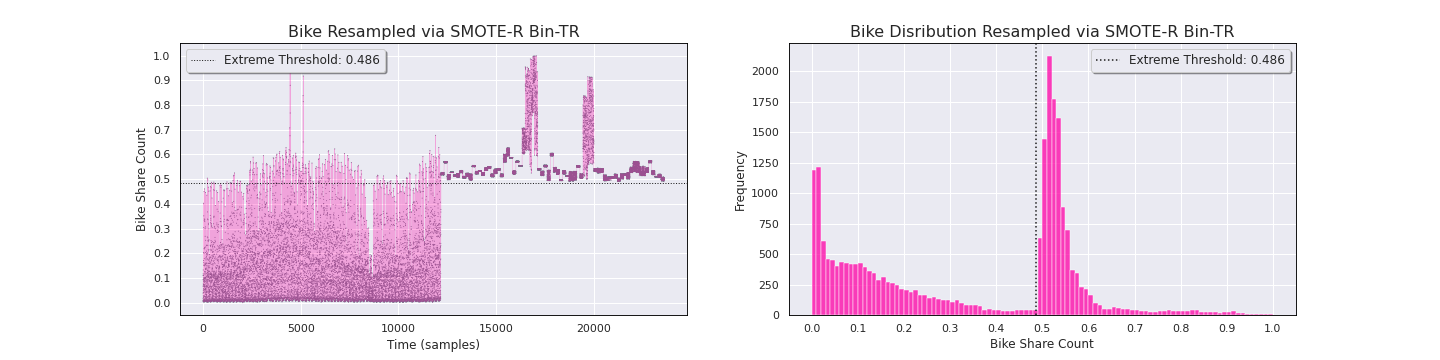 Bike Resampled via SMOTE-R Bin-TR
Extreme Threshold: 0.486
1.0
0.9
0.8
0.7
0.6
0.5
0.4
0.3
0.2
0.1
0.0
Bike Share Count
0 5000 10000 15000 20000
Time (samples)
Bike Disribution Resampled via SMOTE-R Bin-TR
Extreme Threshold: 0.486
2000
1750
1500
1250
1000
750
500
250
0
Frequency
0.0 0.1 0.2 0.3 0.4 0.5 0.6 0.7 0.8 0.9 1.0
Bike Share Count